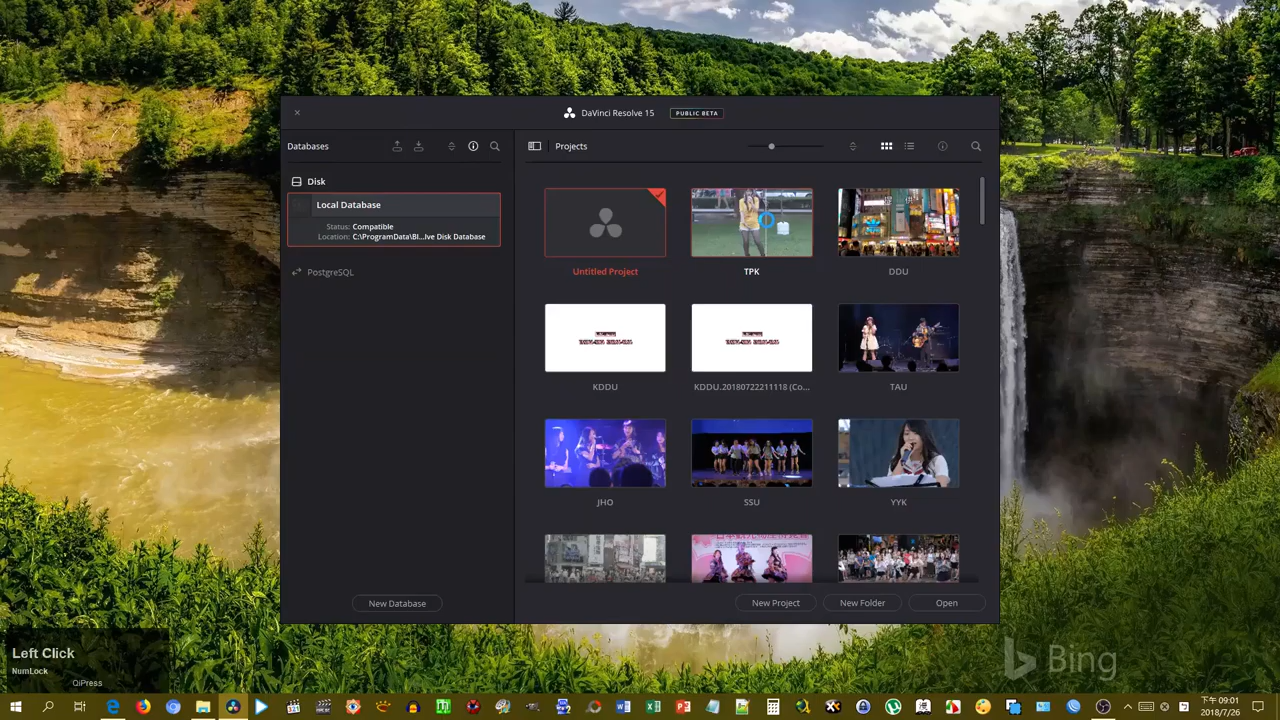 DaVinci Resolve 15 PUBLIC BETA
Databases
Projects
Disk
Local Database
Status: Compatible
Location: C:\ProgramData\Bl...lve Disk Database
PostgreSQL
Untitled Project
TPK
DDU
KDDU
KDDU.20180722211118 (Co...
TAU
JHO
SSU
YYK
New Database
New Project
New Folder
Open
Left Click
NumLock
QiPress
Bing
下午 09:01
2018/7/26